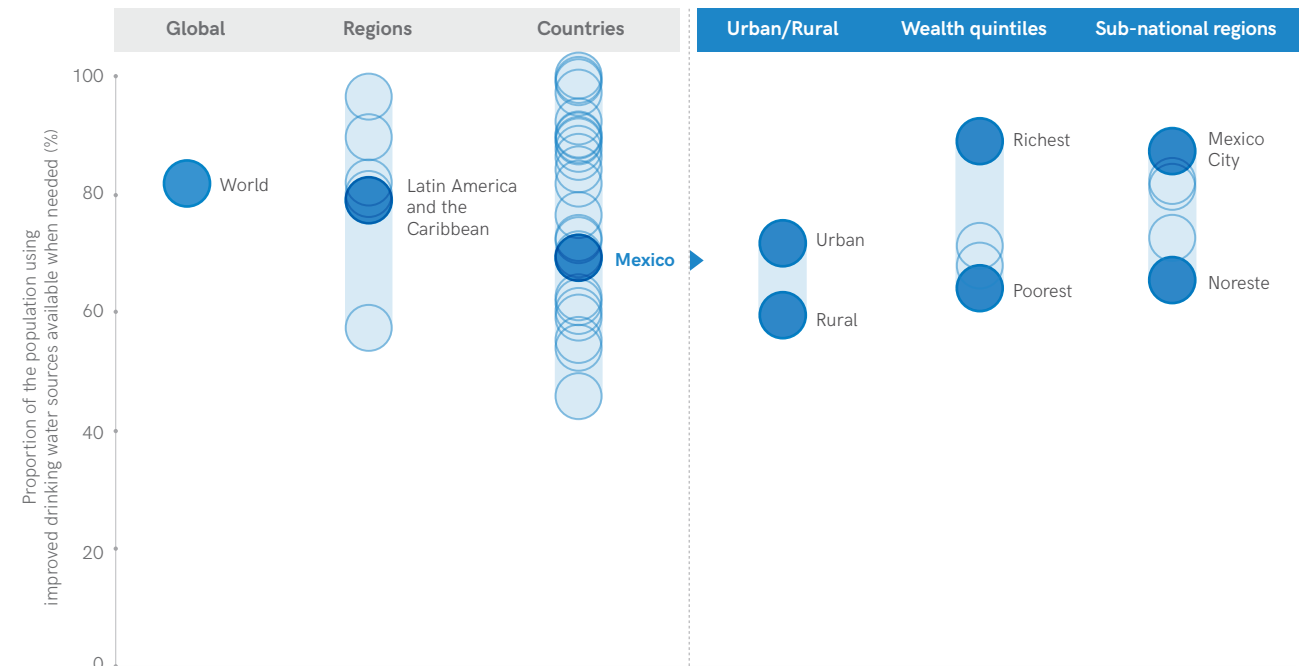 Global Regions Countries Urban/Rural Wealth quintiles Sub-national regions
Proportion of the population using
improved drinking water sources available when needed (%)
100
80
60
40
20
0
World
Latin America
and the
Caribbean
Mexico
Urban
Rural
Richest
Poorest
Mexico
City
Noreste